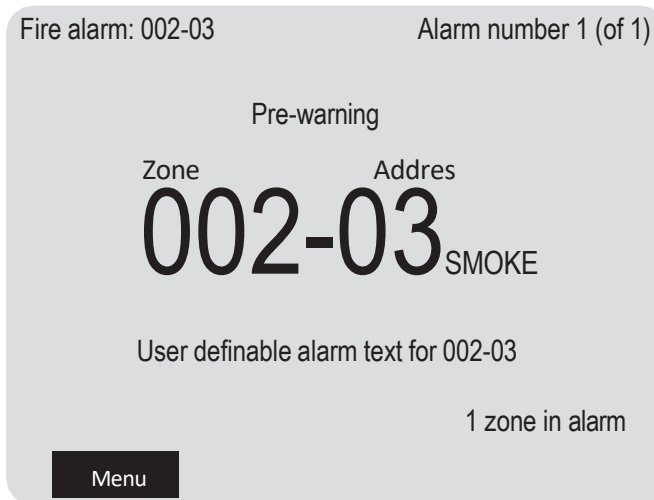 Fire alarm: 002-03 Alarm number 1 (of 1)
Pre-warning
Zone Addres
002-03 SMOKE
User definable alarm text for 002-03
1 zone in alarm
Menu